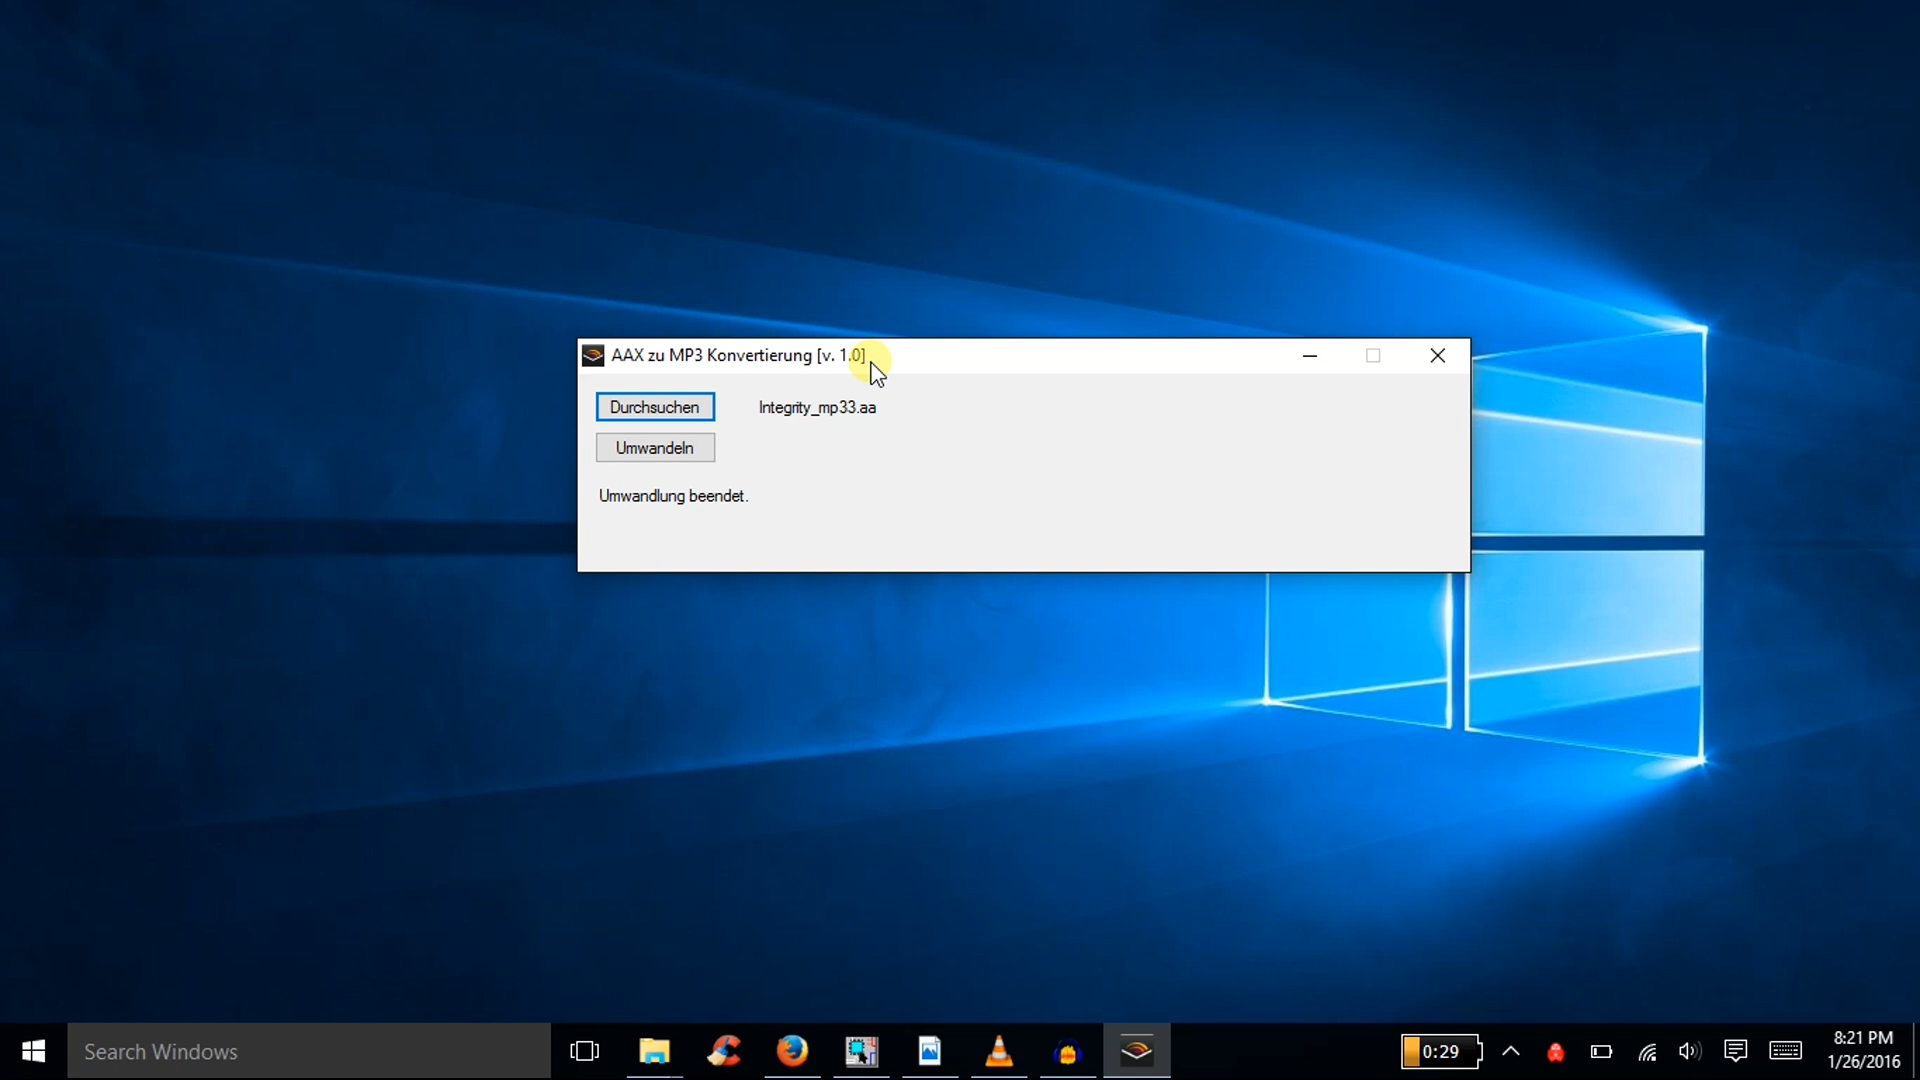 AAX zu MP3 Konvertierung [v. 1.0]
Durchsuchen
Integrity_mp33.aa
Umwandeln
Umwandlung beendet.
Search Windows
0:29
8:21 PM
1/26/2016